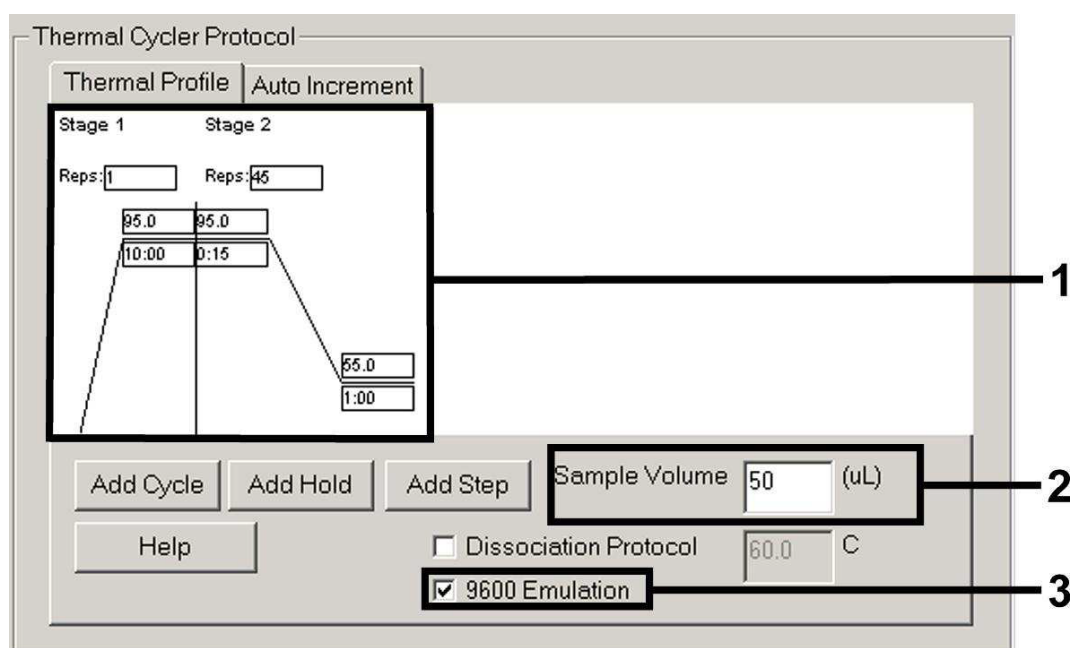 Thermal Cycler Protocol
Thermal Profile Auto Increment
Stage 1 Stage 2
Reps: 1 Reps: 45
95.0 95.0
10:00 0:15
1
55.0
1:00
Add Cycle Add Hold Add Step Sample Volume 50 (uL) 2
Help Dissociation Protocol 60.0 C
9600 Emulation 3